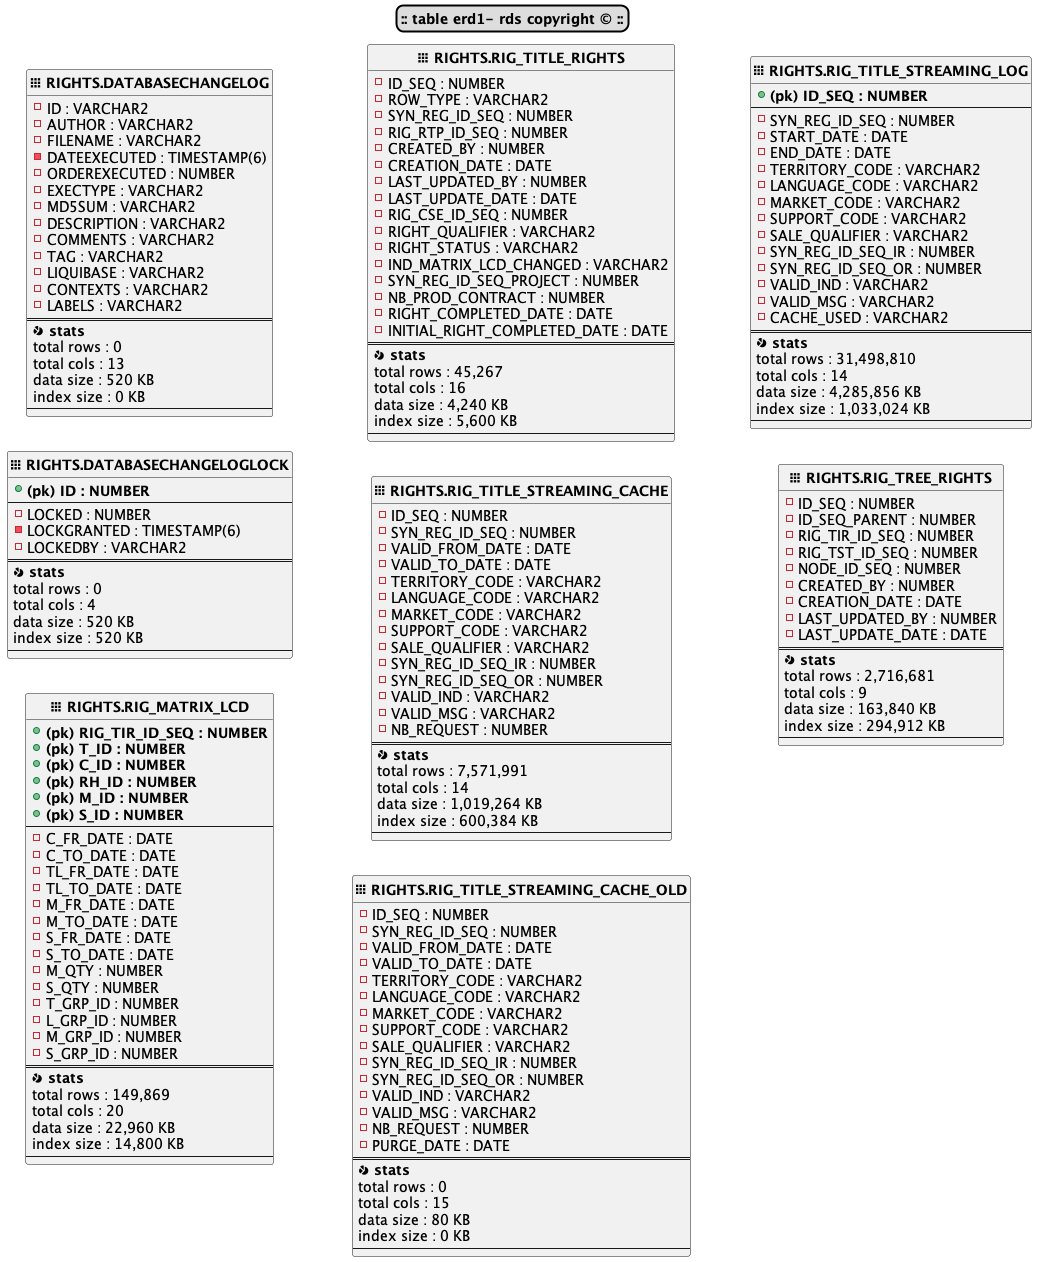 :: table erd1- rds copyright © ::
RIGHTS.DATABASECHANGELOG
ID : VARCHAR2
AUTHOR : VARCHAR2
FILENAME : VARCHAR2
DATEEXECUTED : TIMESTAMP(6)
ORDEREXECUTED : NUMBER
EXECTYPE : VARCHAR2
MD5SUM : VARCHAR2
DESCRIPTION : VARCHAR2
COMMENTS : VARCHAR2
TAG : VARCHAR2
LIQUIBASE : VARCHAR2
CONTEXTS : VARCHAR2
LABELS : VARCHAR2
stats
total rows : 0
total cols : 13
data size : 520 KB
index size : 0 KB
RIGHTS.DATABASECHANGELOGLOCK
(pk) ID : NUMBER
LOCKED : NUMBER
LOCKGRANTED : TIMESTAMP(6)
LOCKEDBY : VARCHAR2
stats
total rows : 0
total cols : 4
data size : 520 KB
index size : 520 KB
RIGHTS.RIG_MATRIX_LCD
(pk) RIG_TIR_ID_SEQ : NUMBER
(pk) T_ID : NUMBER
(pk) C_ID : NUMBER
(pk) RH_ID : NUMBER
(pk) M_ID : NUMBER
(pk) S_ID : NUMBER
C_FR_DATE : DATE
C_TO_DATE : DATE
TL_FR_DATE : DATE
TL_TO_DATE : DATE
M_FR_DATE : DATE
M_TO_DATE : DATE
S_FR_DATE : DATE
S_TO_DATE : DATE
M_QTY : NUMBER
S_QTY : NUMBER
T_GRP_ID : NUMBER
L_GRP_ID : NUMBER
M_GRP_ID : NUMBER
S_GRP_ID : NUMBER
stats
total rows : 149,869
total cols : 20
data size : 22,960 KB
index size : 14,800 KB
RIGHTS.RIG_TITLE_RIGHTS
ID_SEQ : NUMBER
ROW_TYPE : VARCHAR2
SYN_REG_ID_SEQ : NUMBER
RIG_RTP_ID_SEQ : NUMBER
CREATED_BY : NUMBER
CREATION_DATE : DATE
LAST_UPDATED_BY : NUMBER
LAST_UPDATE_DATE : DATE
RIG_CSE_ID_SEQ : NUMBER
RIGHT_QUALIFIER : VARCHAR2
RIGHT_STATUS : VARCHAR2
IND_MATRIX_LCD_CHANGED : VARCHAR2
SYN_REG_ID_SEQ_PROJECT : NUMBER
NB_PROD_CONTRACT : NUMBER
RIGHT_COMPLETED_DATE : DATE
INITIAL_RIGHT_COMPLETED_DATE : DATE
stats
total rows : 45,267
total cols : 16
data size : 4,240 KB
index size : 5,600 KB
RIGHTS.RIG_TITLE_STREAMING_CACHE
ID_SEQ : NUMBER
SYN_REG_ID_SEQ : NUMBER
VALID_FROM_DATE : DATE
VALID_TO_DATE : DATE
TERRITORY_CODE : VARCHAR2
LANGUAGE_CODE : VARCHAR2
MARKET_CODE : VARCHAR2
SUPPORT_CODE : VARCHAR2
SALE_QUALIFIER : VARCHAR2
SYN_REG_ID_SEQ_IR : NUMBER
SYN_REG_ID_SEQ_OR : NUMBER
VALID_IND : VARCHAR2
VALID_MSG : VARCHAR2
NB_REQUEST : NUMBER
stats
total rows : 7,571,991
total cols : 14
data size : 1,019,264 KB
index size : 600,384 KB
RIGHTS.RIG_TITLE_STREAMING_CACHE_OLD
ID_SEQ : NUMBER
SYN_REG_ID_SEQ : NUMBER
VALID_FROM_DATE : DATE
VALID_TO_DATE : DATE
TERRITORY_CODE : VARCHAR2
LANGUAGE_CODE : VARCHAR2
MARKET_CODE : VARCHAR2
SUPPORT_CODE : VARCHAR2
SALE_QUALIFIER : VARCHAR2
SYN_REG_ID_SEQ_IR : NUMBER
SYN_REG_ID_SEQ_OR : NUMBER
VALID_IND : VARCHAR2
VALID_MSG : VARCHAR2
NB_REQUEST : NUMBER
PURGE_DATE : DATE
stats
total rows : 0
total cols : 15
data size : 80 KB
index size : 0 KB
RIGHTS.RIG_TITLE_STREAMING_LOG
(pk) ID_SEQ : NUMBER
SYN_REG_ID_SEQ : NUMBER
START_DATE : DATE
END_DATE : DATE
TERRITORY_CODE : VARCHAR2
LANGUAGE_CODE : VARCHAR2
MARKET_CODE : VARCHAR2
SUPPORT_CODE : VARCHAR2
SALE_QUALIFIER : VARCHAR2
SYN_REG_ID_SEQ_IR : NUMBER
SYN_REG_ID_SEQ_OR : NUMBER
VALID_IND : VARCHAR2
VALID_MSG : VARCHAR2
CACHE_USED : VARCHAR2
stats
total rows : 31,498,810
total cols : 14
data size : 4,285,856 KB
index size : 1,033,024 KB
RIGHTS.RIG_TREE_RIGHTS
ID_SEQ : NUMBER
ID_SEQ_PARENT : NUMBER
RIG_TIR_ID_SEQ : NUMBER
RIG_TST_ID_SEQ : NUMBER
NODE_ID_SEQ : NUMBER
CREATED_BY : NUMBER
CREATION_DATE : DATE
LAST_UPDATED_BY : NUMBER
LAST_UPDATE_DATE : DATE
stats
total rows : 2,716,681
total cols : 9
data size : 163,840 KB
index size : 294,912 KB